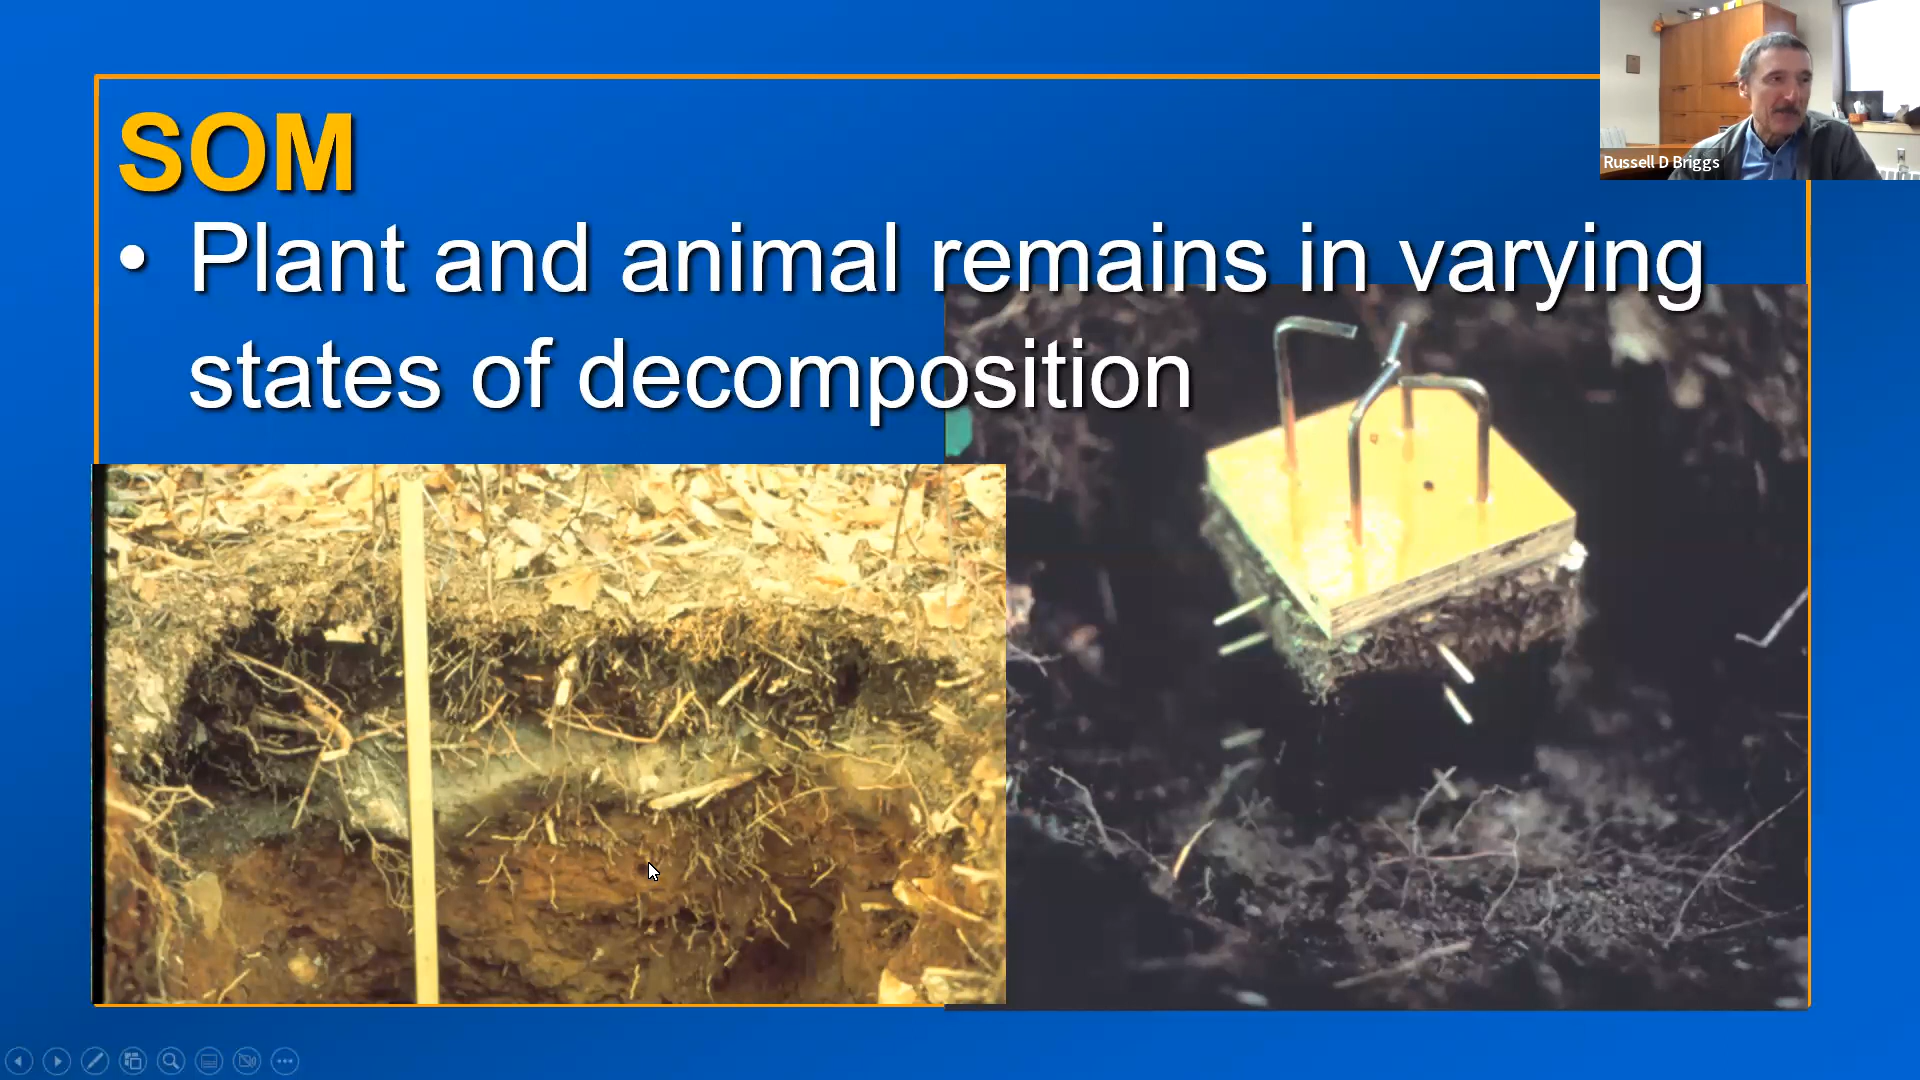 SOM
• Plant and animal remains in varying
states of decomposition
Russell D Briggs